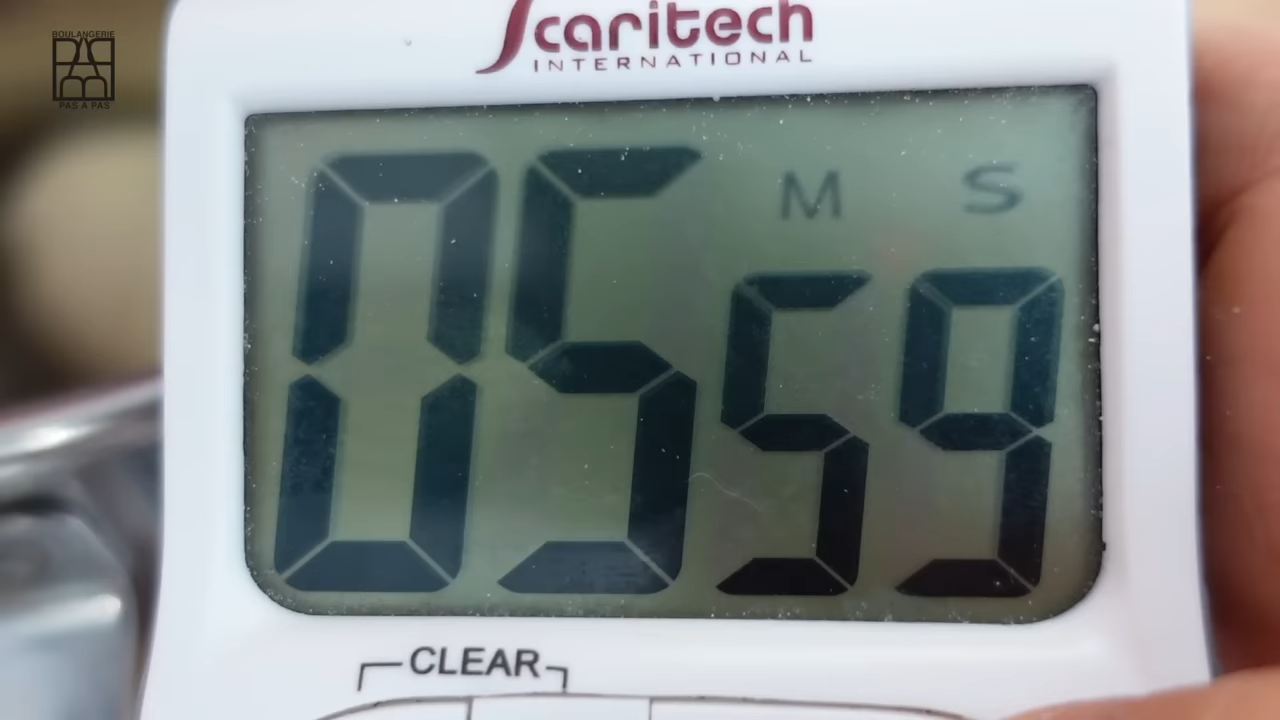 BOULANGERIE
PAS A PAS
Scaritech
INTERNATIONAL
M S
05 59
CLEAR